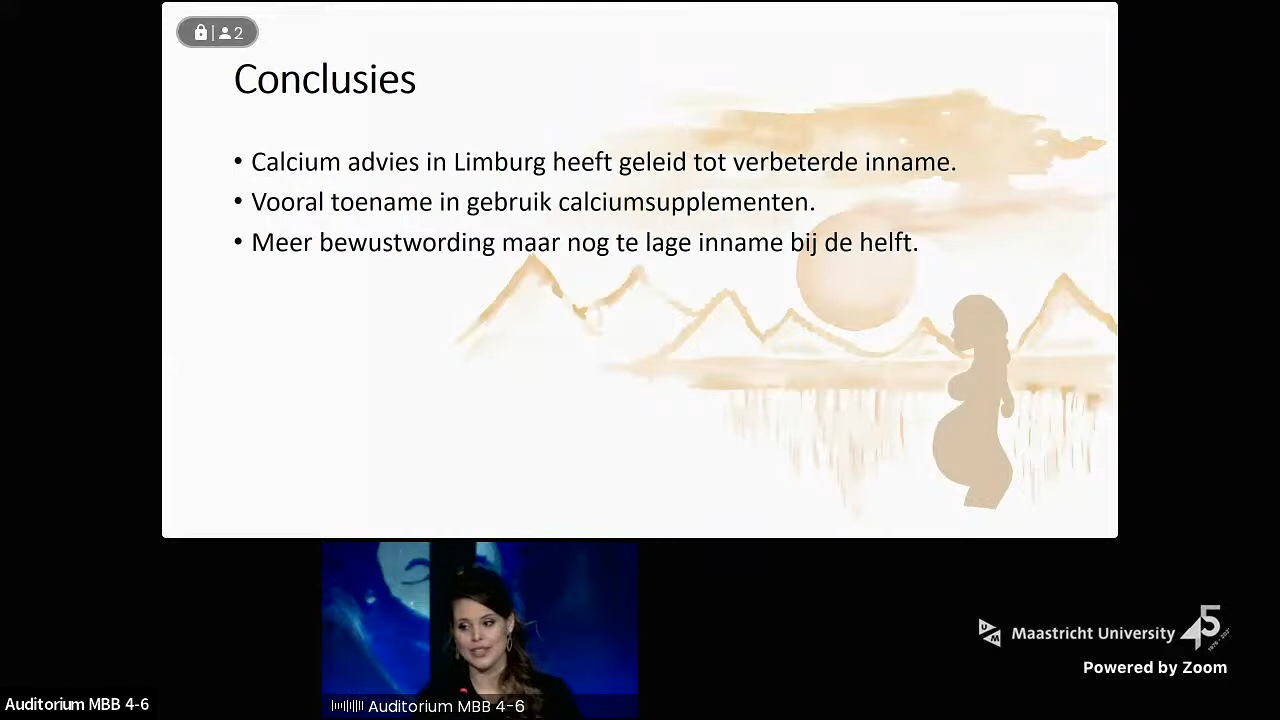 2
Conclusies
• Calcium advies in Limburg heeft geleid tot verbeterde inname.
• Vooral toename in gebruik calciumsupplementen.
• Meer bewustwording maar nog te lage inname bij de helft.
UM
Maastricht University
45
Powered by Zoom
Auditorium MBB 4-6
Auditorium MBB 4-6